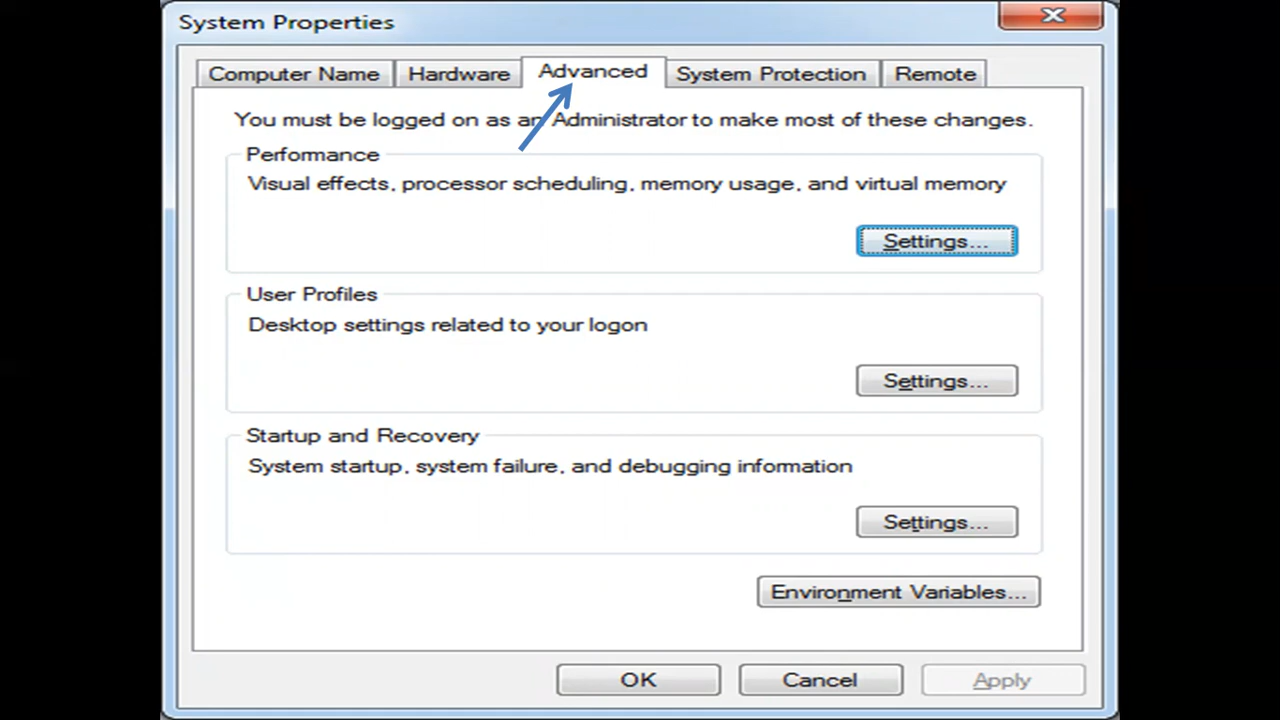 System Properties
Computer Name Hardware Advanced System Protection Remote
You must be logged on as an Administrator to make most of these changes.
Performance
Visual effects, processor scheduling, memory usage, and virtual memory
Settings...
User Profiles
Desktop settings related to your logon
Settings...
Startup and Recovery
System startup, system failure, and debugging information
Settings...
Environment Variables...
OK Cancel Apply